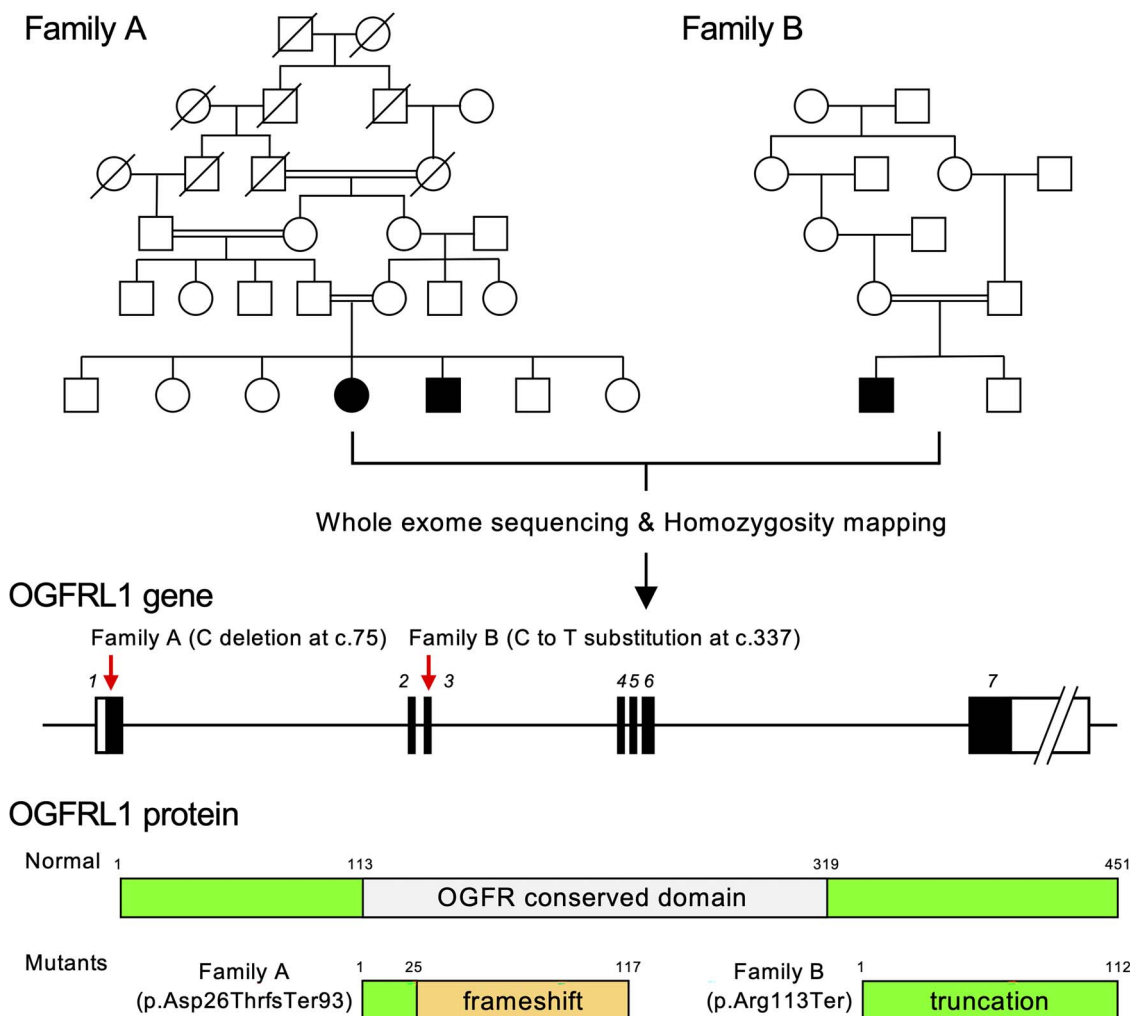 Family A
Family B
Whole exome sequencing & Homozygosity mapping
OGFRL1 gene
Family A (C deletion at c.75)
Family B (C to T substitution at c.337)
1 2 3 4 5 6 7
OGFRL1 protein
Normal
1 113 319 451
OGFR conserved domain
Mutants
Family A
(p.Asp26ThrfsTer93)
1 25 117
frameshift
Family B
(p.Arg113Ter)
1 112
truncation